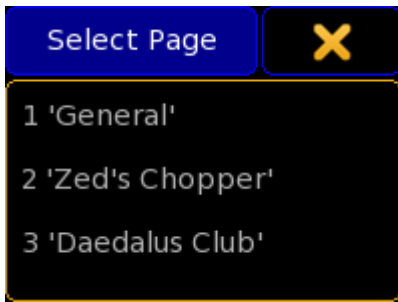 Select Page
1 'General'
2 'Zed's Chopper'
3 'Daedalus Club'